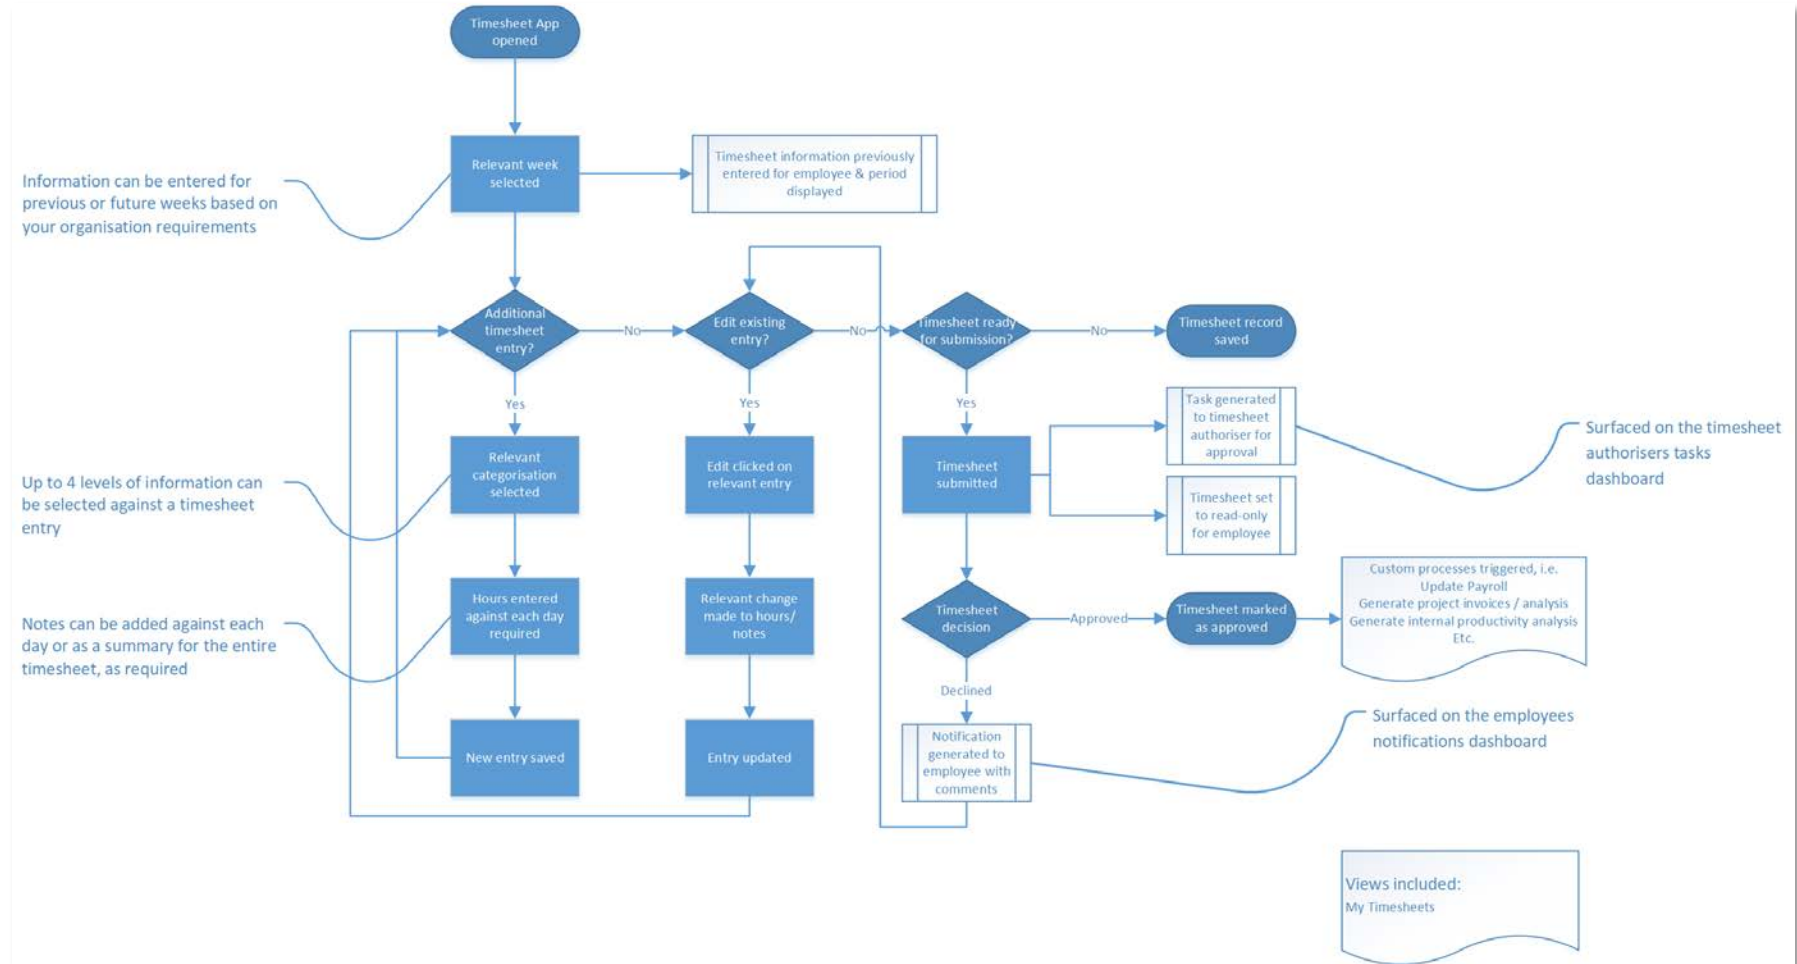 Timesheet App
opened
Relevant week
selected
Timesheet information previously
entered for employee & period
displayed
Information can be entered for
previous or future weeks based on
your organisation requirements
Additional
timesheet
entry?
No
Edit existing
entry?
No
Timesheet ready
for submission?
No
Timesheet record
saved
Yes
Yes
Yes
Relevant
categorisation
selected
Edit clicked on
relevant entry
Timesheet
submitted
Task generated
to timesheet
authoriser for
approval
Surfaced on the timesheet
authorisers tasks
dashboard
Up to 4 levels of information can
be selected against a timesheet
entry
Timesheet set
to read-only
for employee
Hours entered
against each day
required
Relevant change
made to hours/
notes
Timesheet
decision
Approved
Timesheet marked
as approved
Custom processes triggered, i.e.
Update Payroll
Generate project invoices / analysis
Generate internal productivity analysis
Etc.
Notes can be added against each
day or as a summary for the entire
timesheet, as required
Declined
New entry saved
Entry updated
Notification
generated to
employee with
comments
Surfaced on the employees
notifications dashboard
Views included:
My Timesheets